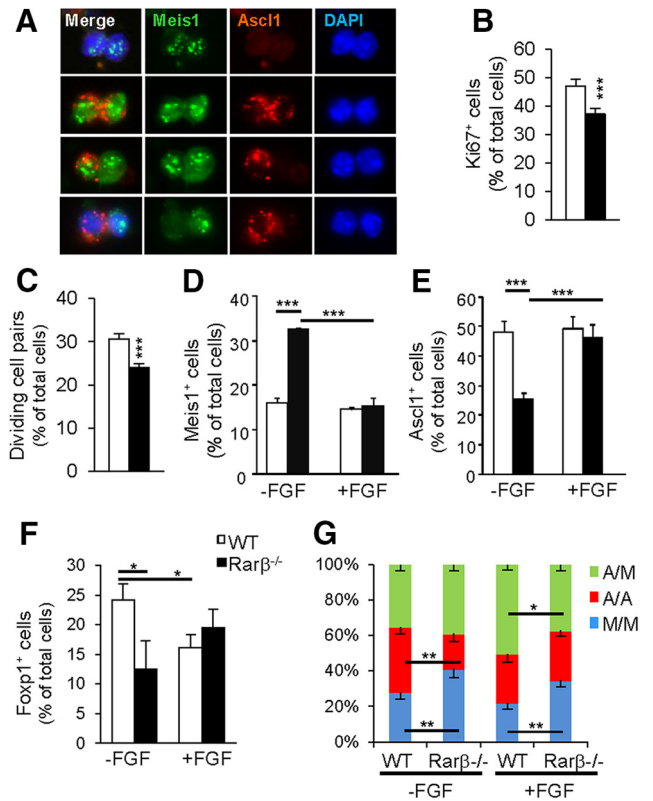 A
Merge Meis1 Ascl1 DAPI
B
Ki67+ cells
(% of total cells)
60
50
40
30
20
10
0
***
C
Dividing cell pairs
(% of total cells)
40
30
20
10
0
***
D
Meis1+ cells
(% of total cells)
40
30
20
10
0
*** ***
-FGF +FGF
E
Ascl1+ cells
(% of total cells)
60
50
40
30
20
10
0
*** ***
-FGF +FGF
F
WT
Rarβ-/-
Foxp1+ cells
(% of total cells)
30
25
20
15
10
5
0
* *
-FGF +FGF
G
100%
80%
60%
40%
20%
0%
A/M
A/A
M/M
*
**
** **
WT Rarβ-/- WT Rarβ-/-
-FGF +FGF